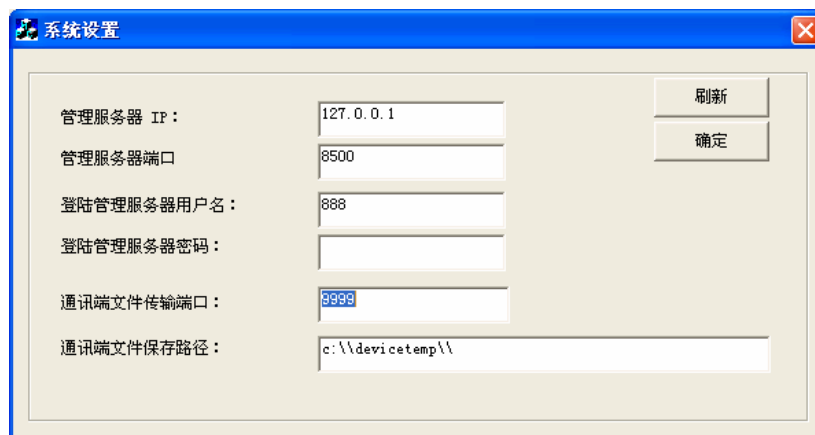 系统设置
刷新
管理服务器 IP： 127.0.0.1
确定
管理服务器端口 8500
登陆管理服务器用户名： 888
登陆管理服务器密码：
通讯端文件传输端口： 9999
通讯端文件保存路径： c:\\devicetemp\\